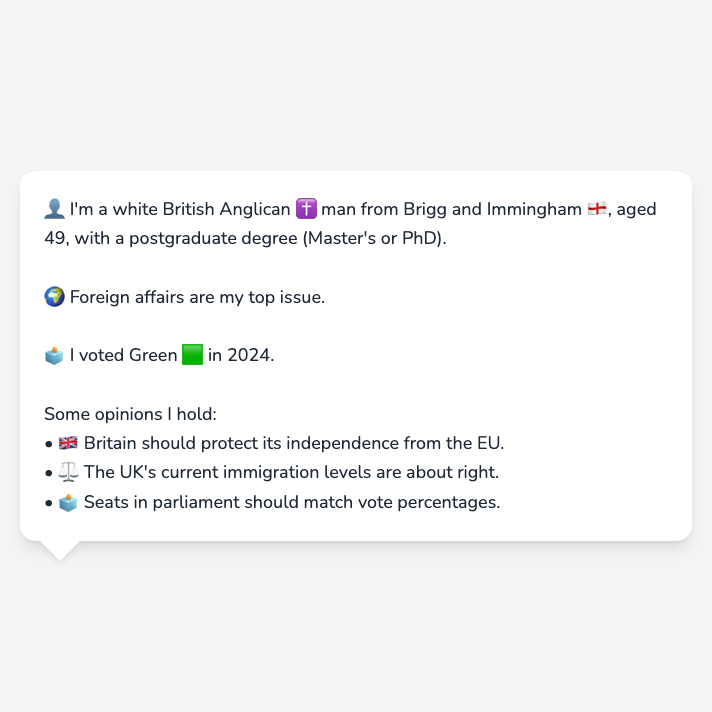 👤 I'm a white British Anglican ✝️ man from Brigg and Immingham 🏴󠁧󠁢󠁥󠁮󠁧󠁿, aged
49, with a postgraduate degree (Master's or PhD).
🌍 Foreign affairs are my top issue.
🗳️ I voted Green 🟩 in 2024.
Some opinions I hold:
• 🇬🇧 Britain should protect its independence from the EU.
• ⚖️ The UK's current immigration levels are about right.
• 🗳️ Seats in parliament should match vote percentages.